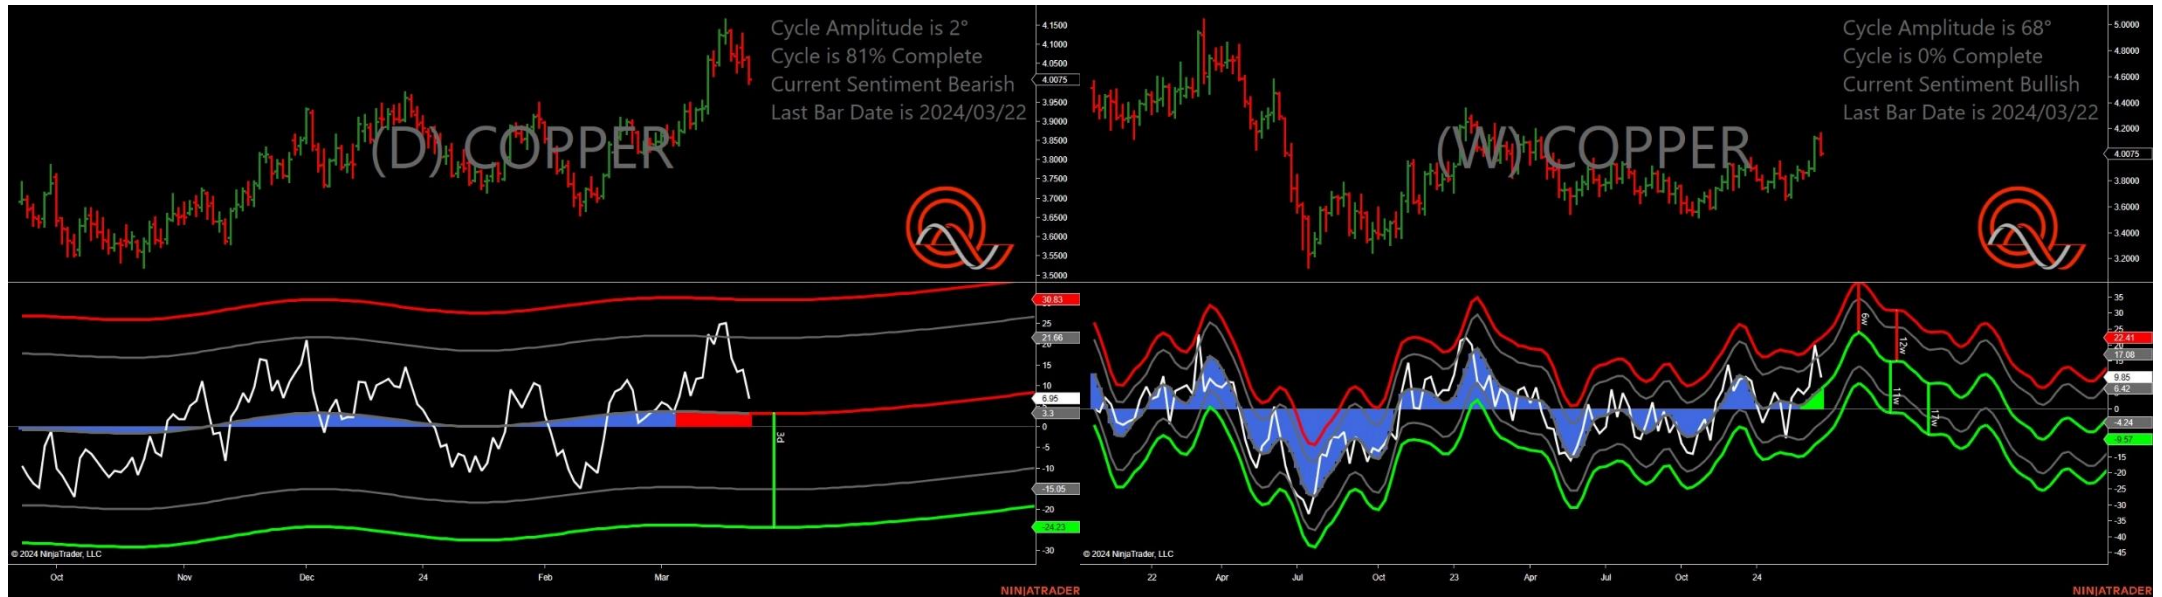 Cycle Amplitude is 2°
Cycle is 81% Complete
Current Sentiment Bearish
Last Bar Date is 2024/03/22
(D) COPPER
4.1500
4.1000
4.0500
4.0075
3.9500
3.9000
3.8500
3.8000
3.7500
3.7000
3.6500
3.6000
3.5500
3.5000
30.83
25
21.66
20
15
10
6.95
3.3
0
-5
-10
-15.05
-20
-24.23
-30
3d
© 2024 NinjaTrader, LLC
Oct
Nov
Dec
24
Feb
Mar
NINJATRADER
Cycle Amplitude is 68°
Cycle is 0% Complete
Current Sentiment Bullish
Last Bar Date is 2024/03/22
(W) COPPER
5.0000
4.8000
4.6000
4.4000
4.2000
4.0075
3.8000
3.6000
3.4000
3.2000
35
30
25
22.41
20
17.08
15
9.85
6.42
0
-4.24
-9.57
-15
-20
-25
-30
-35
-40
-45
6w
12w
11w
17w
© 2024 NinjaTrader, LLC
22
Apr
Jul
Oct
23
Apr
Jul
Oct
24
NINJATRADER